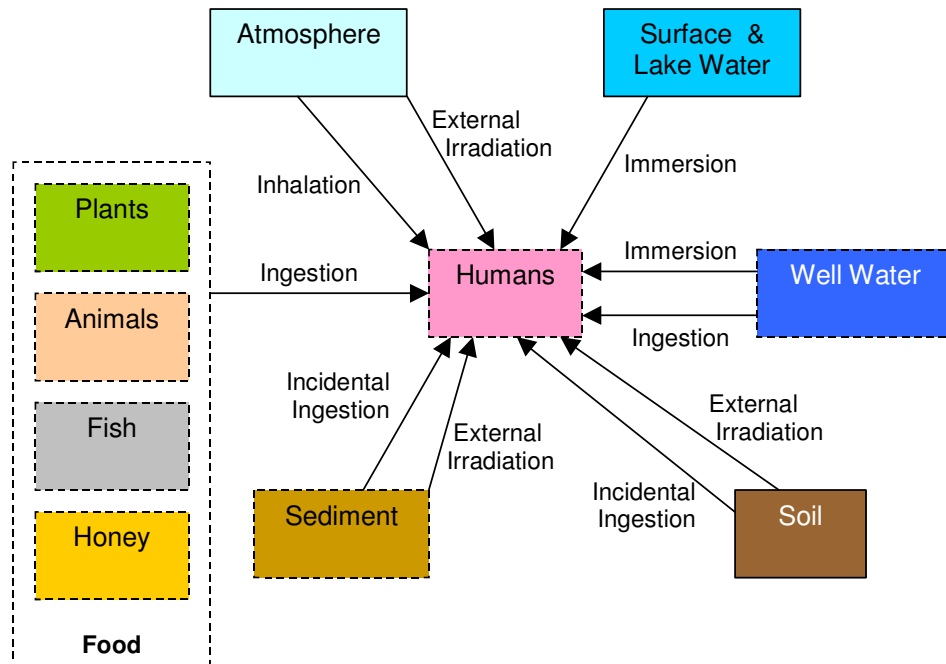 Atmosphere
Surface &
Lake Water
External
Irradiation
Inhalation
Immersion
Plants
Ingestion
Humans
Immersion
Well Water
Animals
Ingestion
Incidental
Ingestion
External
Irradiation
External
Irradiation
Fish
Incidental
Ingestion
Sediment
Soil
Honey
Food